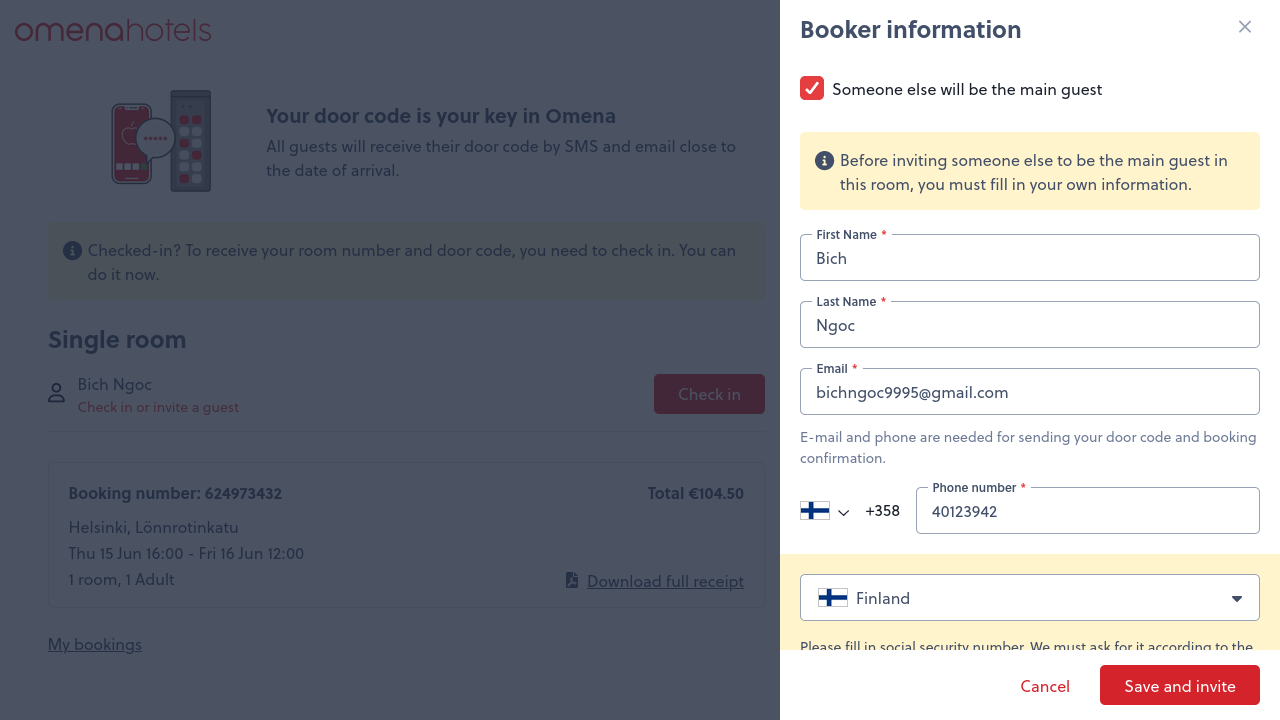 omenahotels
Your door code is your key in Omena
All guests will receive their door code by SMS and email close to
the date of arrival.
Checked-in? To receive your room number and door code, you need to check in. You can
do it now.
Single room
Bich Ngoc
Check in or invite a guest
Check in
Booking number: 624973432
Total €104.50
Helsinki, Lönnrotinkatu
Thu 15 Jun 16:00 - Fri 16 Jun 12:00
1 room, 1 Adult
Download full receipt
My bookings
Booker information
Someone else will be the main guest
Before inviting someone else to be the main guest in
this room, you must fill in your own information.
First Name *
Bich
Last Name *
Ngoc
Email *
bichngoc9995@gmail.com
E-mail and phone are needed for sending your door code and booking
confirmation.
+358
Phone number *
40123942
Finland
Please fill in social security number. We must ask for it according to the
Cancel
Save and invite